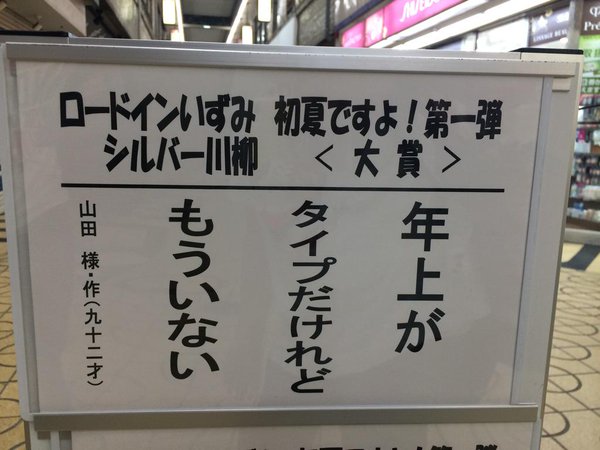 ロードインいずみ 初夏ですよ！第一弾
シルバー川柳 〈大賞〉
年上が
タイプだけれど
もういない
山田 様・作(九十二才)